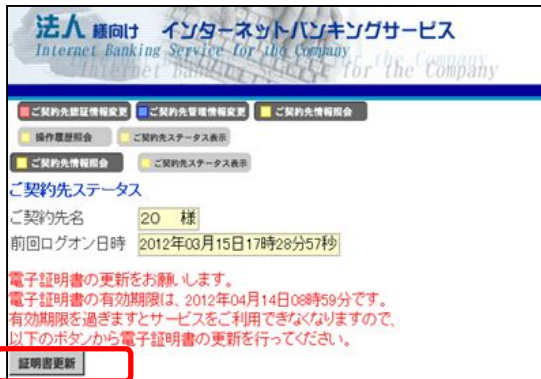 法人 様向け インターネットバンキングサービス
Internet Banking Service for the Company
Internet Banking Service for the Company
ご契約先認証情報変更 ご契約先管理情報変更 ご契約先情報照会
操作履歴照会 ご契約先ステータス表示
ご契約先情報照会 ご契約先ステータス表示
ご契約先ステータス
ご契約先名 20 様
前回ログオン日時 2012年03月15日17時28分57秒
電子証明書の更新をお願いします。
電子証明書の有効期限は、2012年04月14日08時59分です。
有効期限を過ぎますとサービスをご利用できなくなりますので、
以下のボタンから電子証明書の更新を行ってください。
証明書更新